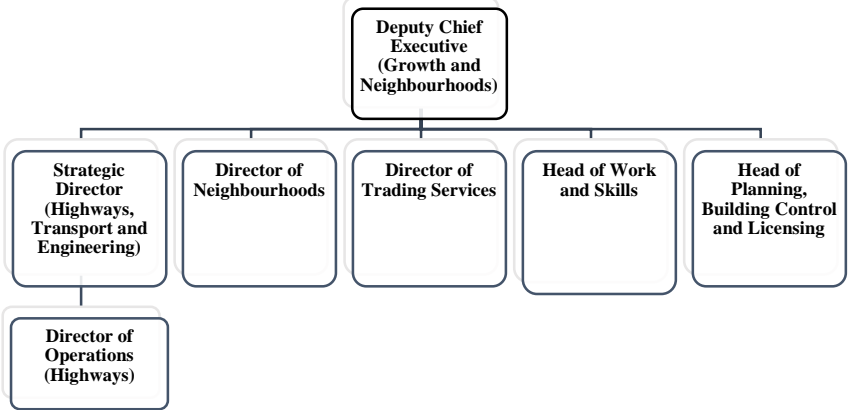 Deputy Chief
Executive
(Growth and
Neighbourhoods)
Strategic
Director
(Highways,
Transport and
Engineering)
Director of
Neighbourhoods
Director of
Trading Services
Head of Work
and Skills
Head of
Planning,
Building Control
and Licensing
Director of
Operations
(Highways)